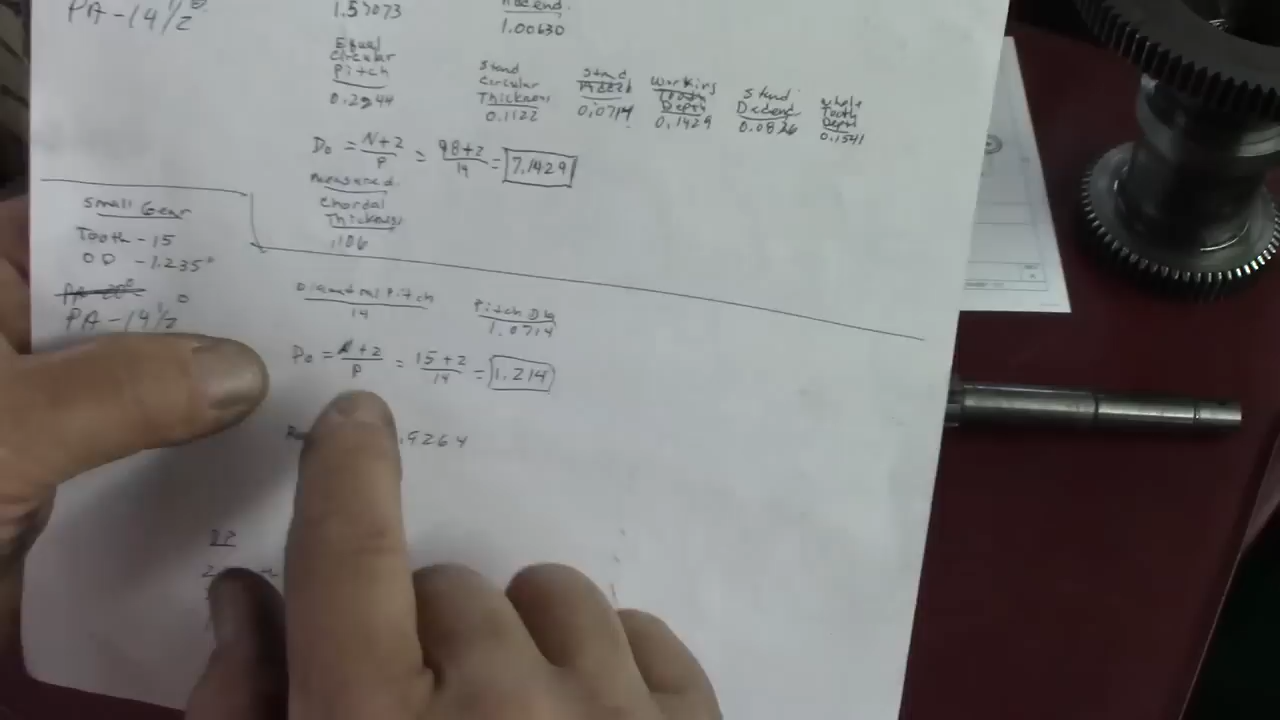 PA-14½°
1.57073
1.00630
Equal
Circular
Pitch
0.2244
Stand
Circular
Thickness
0.1122
Stand
0.0714
Working
Tooth
Depth
0.1429
Stand
Dedend
0.0826
Whole
Tooth
Depth
0.1541
Do = N+2/P = 98+2/14 = 7.1429
measured
Chordal
Thickness
.106
Small Gear
Tooth - 15
OD - 1.235"
PA - 20°
PA - 14½°
Diametral Pitch
14
Pitch Dia
1.0714
Do = N+2/P = 15+2/14 = 1.214
.9264
DP